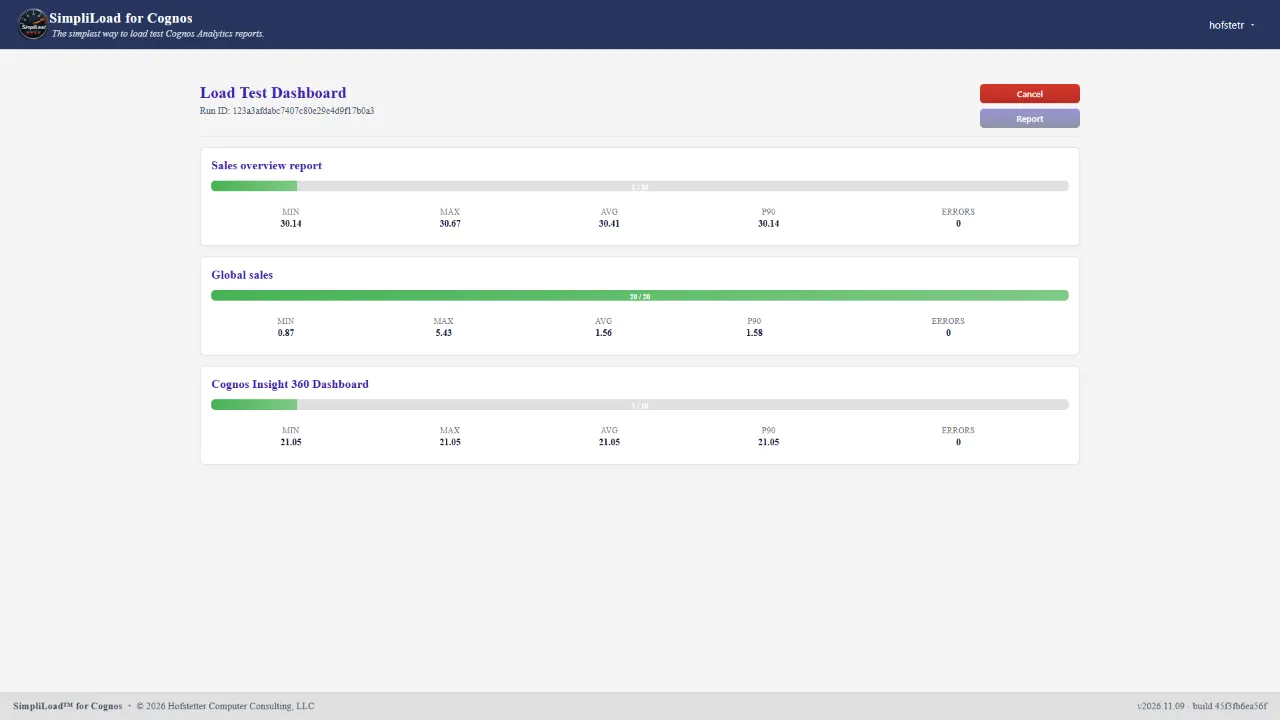 SimpliLoad for Cognos
The simplest way to load test Cognos Analytics reports.
hofstetr
Load Test Dashboard
Run ID: 123a3afdabc7407c80e29e4d9f17b0a3
Cancel
Report
Sales overview report
2 / 20
MIN MAX AVG P90 ERRORS
30.14 30.67 30.41 30.14 0
Global sales
20 / 20
MIN MAX AVG P90 ERRORS
0.87 5.43 1.56 1.58 0
Cognos Insight 360 Dashboard
1 / 10
MIN MAX AVG P90 ERRORS
21.05 21.05 21.05 21.05 0
SimpliLoad™ for Cognos • © 2026 Hofstetter Computer Consulting, LLC
v2026.11.09 · build 45f3fb6ea56f